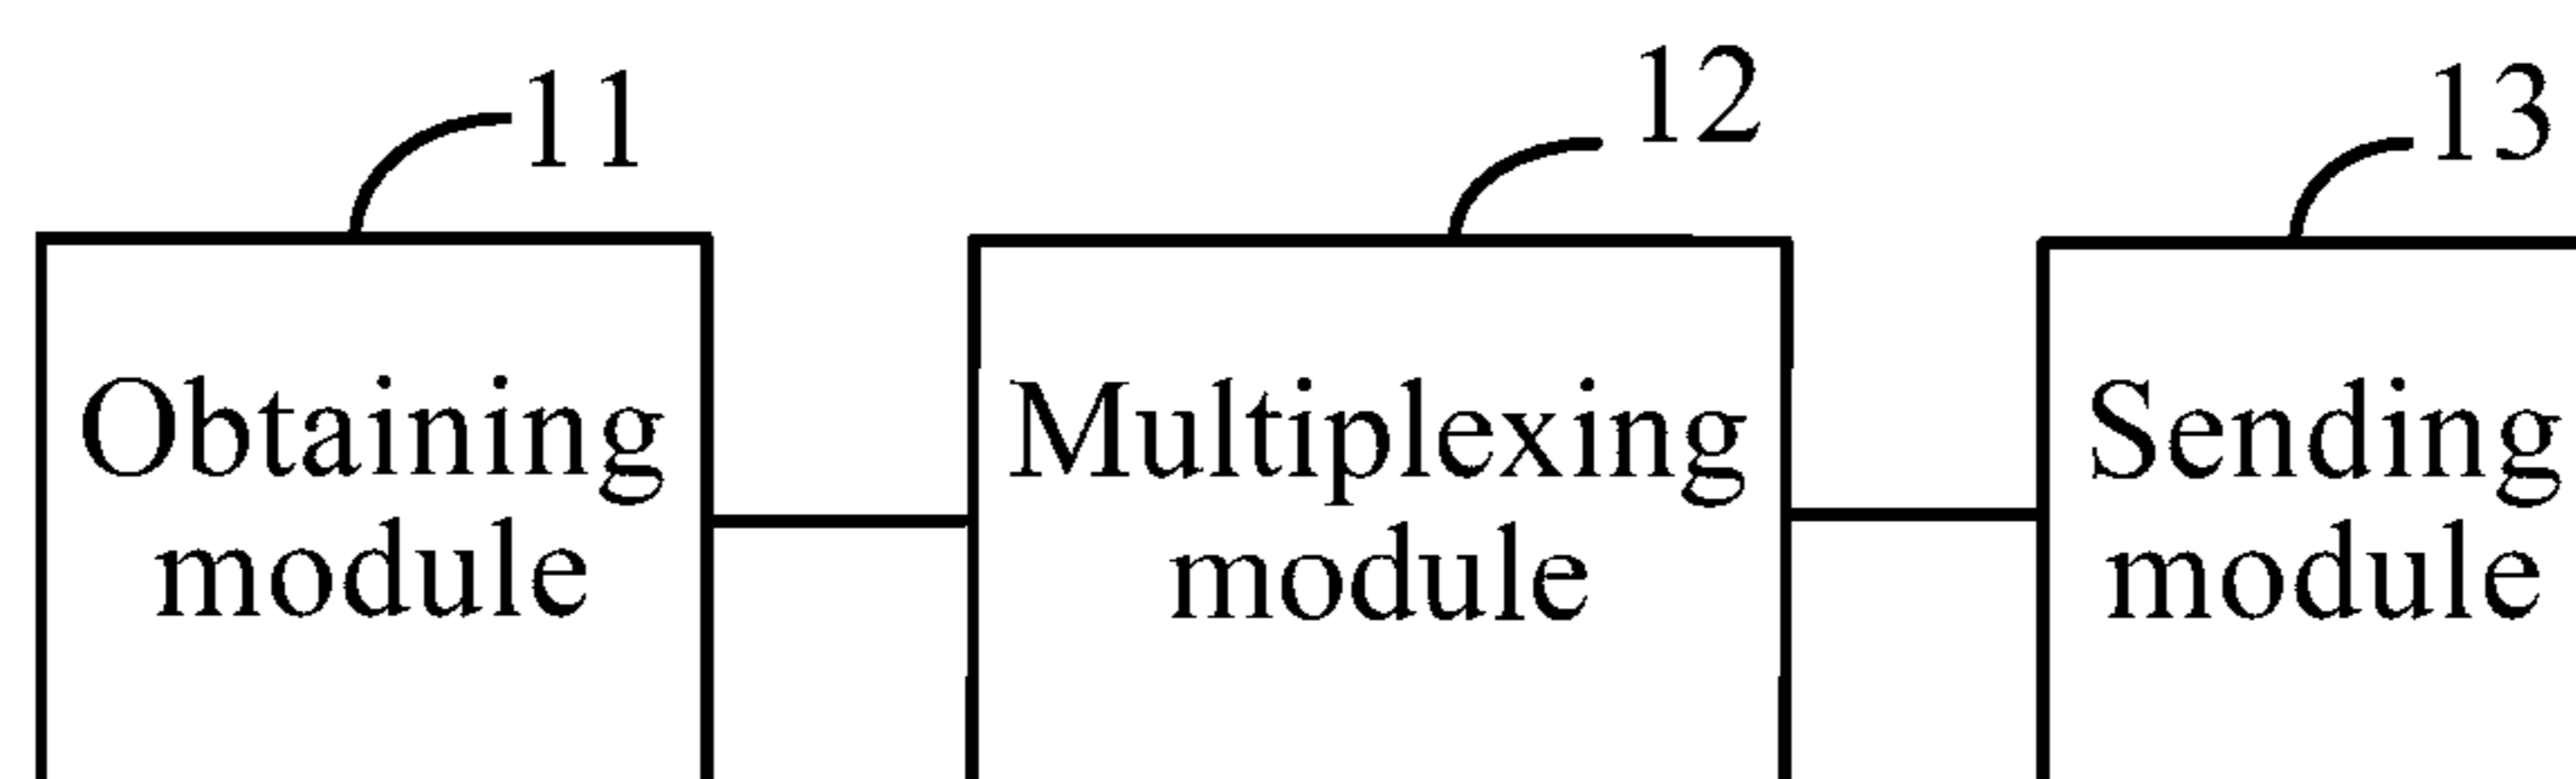 11
12
13
Obtaining
module
Multiplexing
module
Sending
module